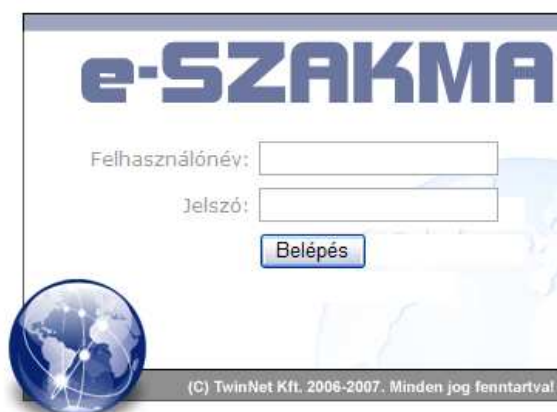 e-SZAKMA
Felhasználónév:
Jelszó:
Belépés
(C) TwinNet Kft. 2006-2007. Minden jog fenntartva!